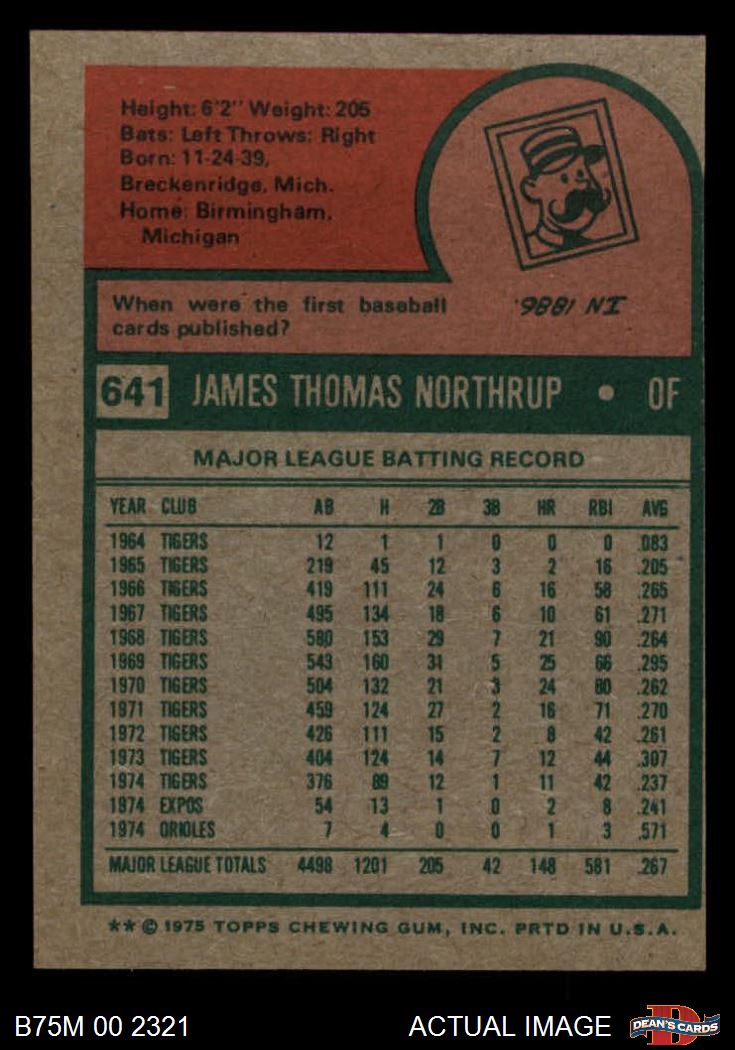 Height: 6'2" Weight: 205
Bats: Left Throws: Right
Born: 11-24-39,
Breckenridge, Mich.
Home: Birmingham,
Michigan
When were the first baseball
cards published?
IN 1886.
641 JAMES THOMAS NORTHRUP • OF
MAJOR LEAGUE BATTING RECORD
YEAR CLUB AB H 2B 3B HR RBI AVG
1964 TIGERS 12 1 1 0 0 0 .083
1965 TIGERS 219 45 12 3 2 16 .205
1966 TIGERS 419 111 24 6 16 58 .265
1967 TIGERS 495 134 18 6 10 61 .271
1968 TIGERS 580 153 29 7 21 90 .264
1969 TIGERS 543 160 31 5 25 66 .295
1970 TIGERS 504 132 21 3 24 80 .262
1971 TIGERS 459 124 27 2 16 71 .270
1972 TIGERS 426 111 15 2 8 42 .261
1973 TIGERS 404 124 14 7 12 44 .307
1974 TIGERS 376 89 12 1 11 42 .237
1974 EXPOS 54 13 1 0 2 8 .241
1974 ORIOLES 7 4 0 0 1 3 .571
MAJOR LEAGUE TOTALS 4498 1201 205 42 148 581 .267
** © 1975 TOPPS CHEWING GUM, INC. PRTD IN U.S.A.
B75M 00 2321 ACTUAL IMAGE D DEAN'S CARDS